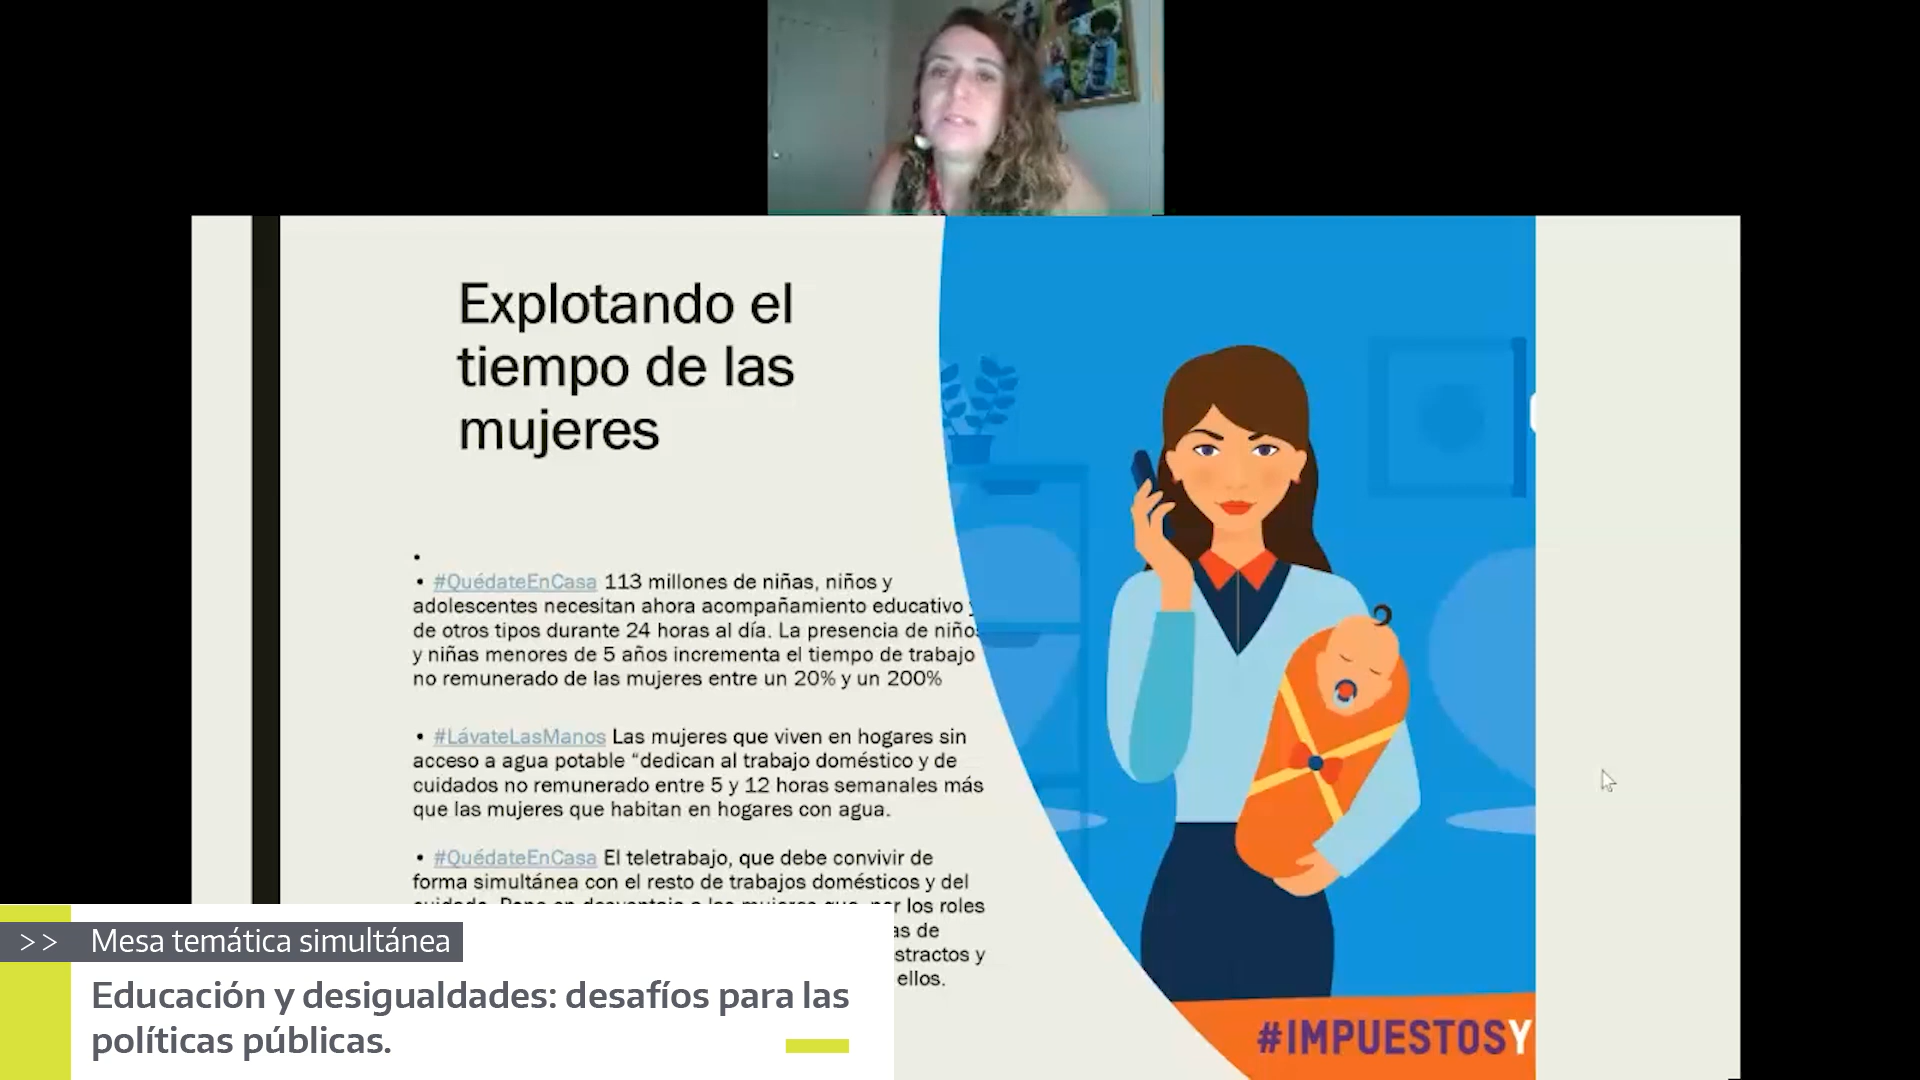 Explotando el
tiempo de las
mujeres
•
• #QuédateEnCasa 113 millones de niñas, niños y
adolescentes necesitan ahora acompañamiento educativo y
de otros tipos durante 24 horas al día. La presencia de niños
y niñas menores de 5 años incrementa el tiempo de trabajo
no remunerado de las mujeres entre un 20% y un 200%
• #LávateLasManos Las mujeres que viven en hogares sin
acceso a agua potable “dedican al trabajo doméstico y de
cuidados no remunerado entre 5 y 12 horas semanales más
que las mujeres que habitan en hogares con agua.
• #QuédateEnCasa El teletrabajo, que debe convivir de
forma simultánea con el resto de trabajos domésticos y del
los roles
de
y
ellos.
#IMPUESTOSY
>> Mesa temática simultánea
Educación y desigualdades: desafíos para las
políticas públicas.